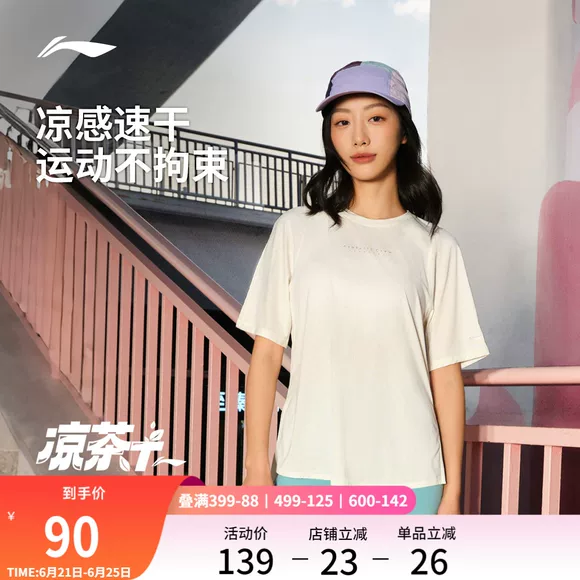 凉感速干
运动不拘束
凉茶
到手价
¥
90
TIME:6月21日-6月25日
叠满399-88 | 499-125 | 600-142
活动价
139
—
店铺立减
23
—
单品立减
26